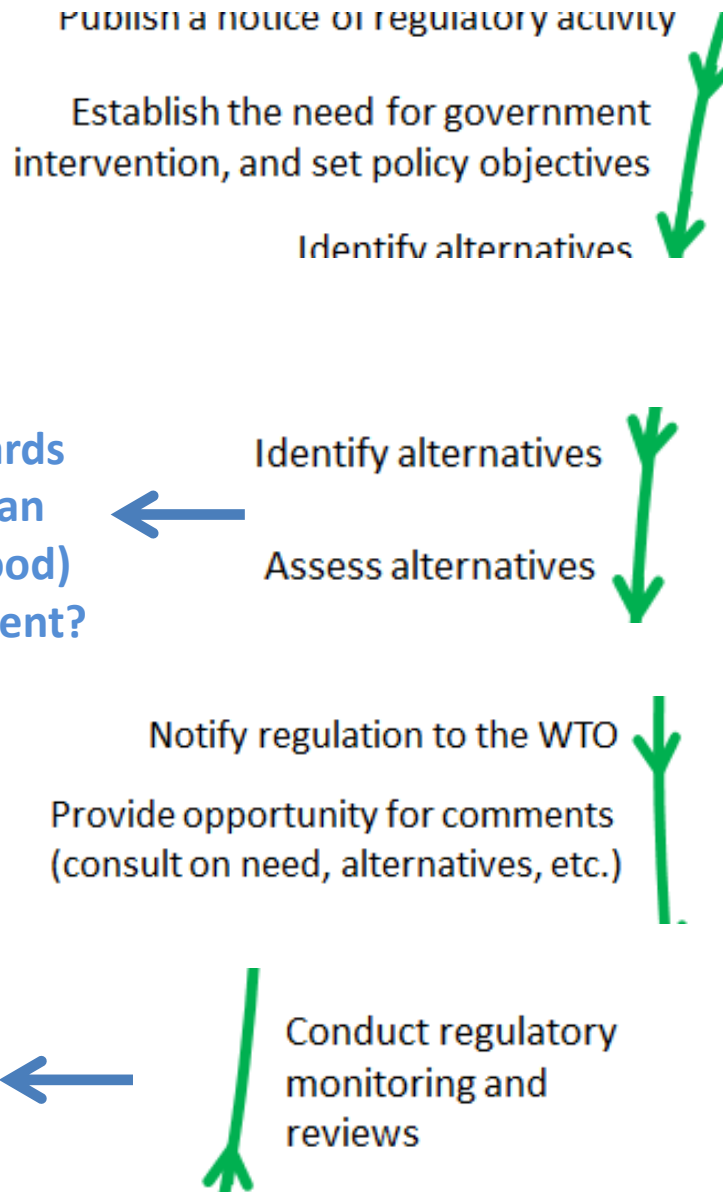 Publish a notice of regulatory activity
Establish the need for government
intervention, and set policy objectives
Identify alternatives
Identify alternatives
Assess alternatives
Notify regulation to the WTO
Provide opportunity for comments
(consult on need, alternatives, etc.)
Conduct regulatory
monitoring and
reviews